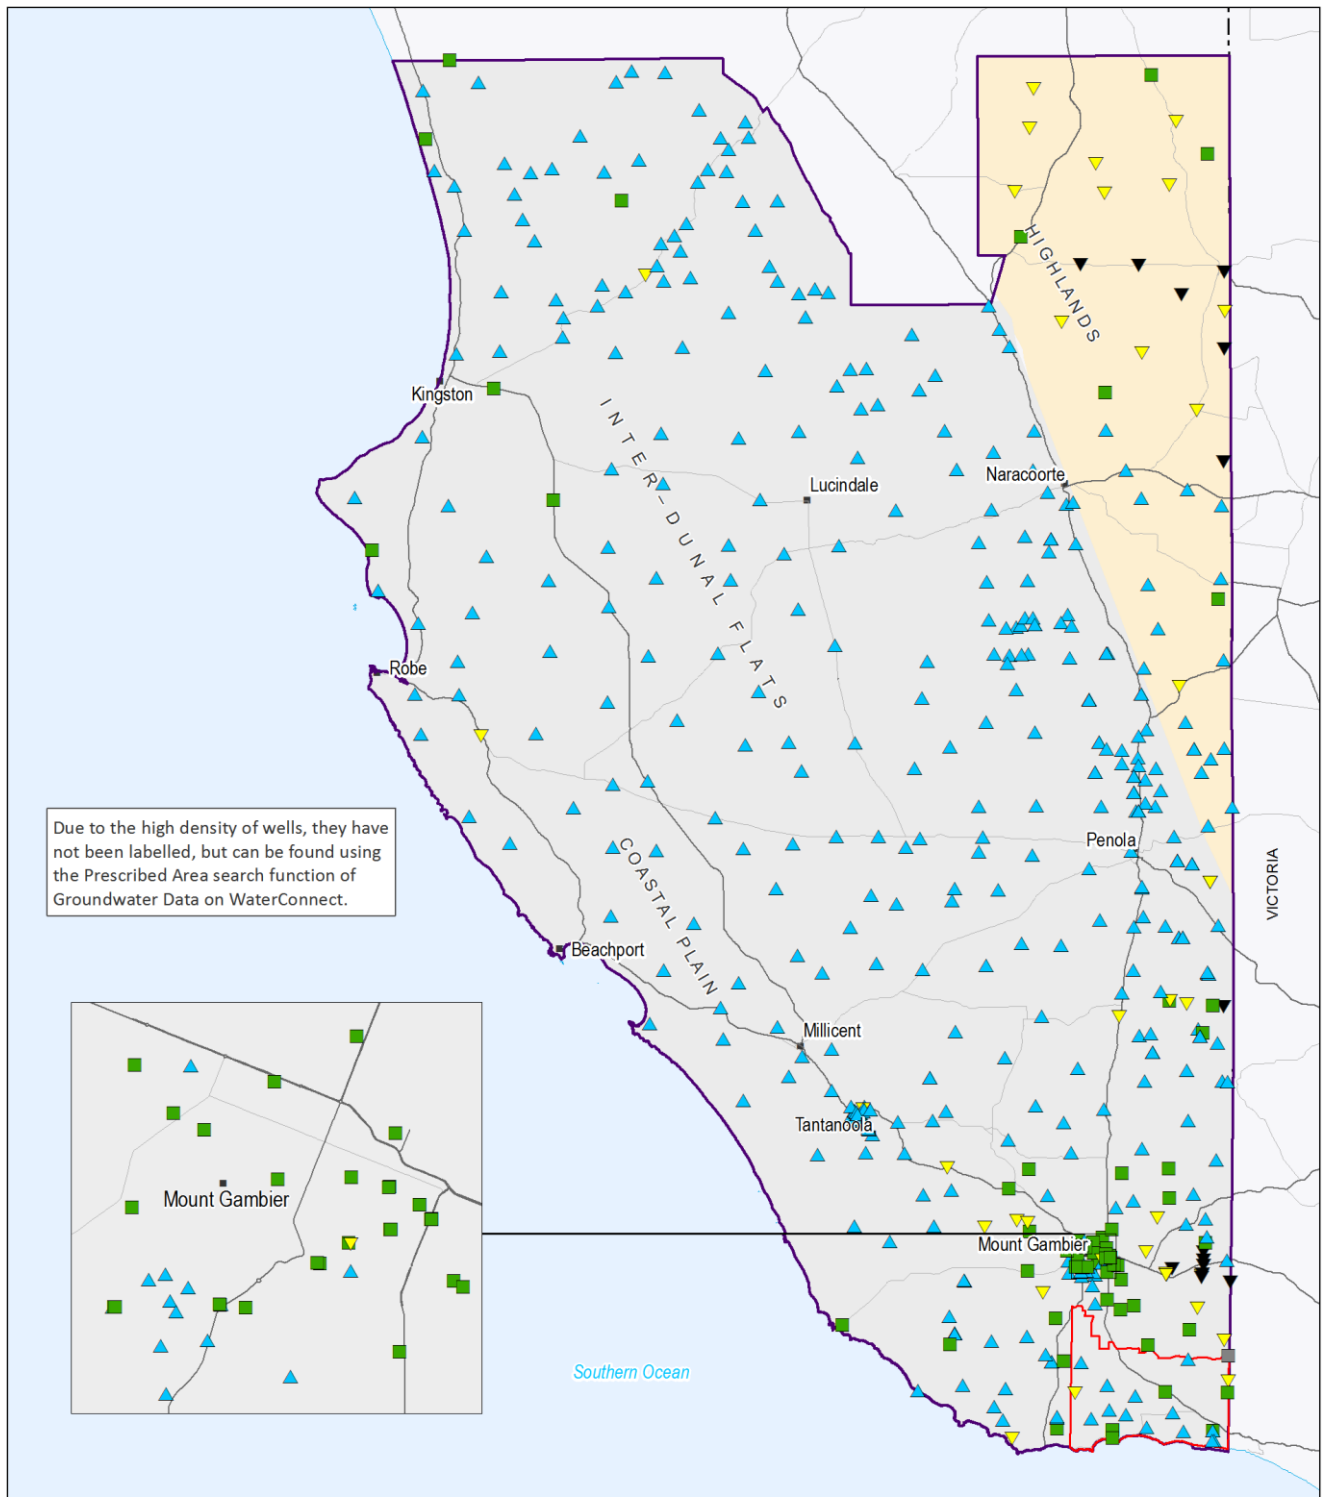 HIGHLANDS
Kingston
INTER-DUNAL FLATS
Naracoorte
Lucindale
Robe
Due to the high density of wells, they have
not been labelled, but can be found using
the Prescribed Area search function of
Groundwater Data on WaterConnect.
COASTAL PLAIN
Penola
VICTORIA
Beachport
Millicent
Tantanoola
Mount Gambier
Mount Gambier
Southern Ocean